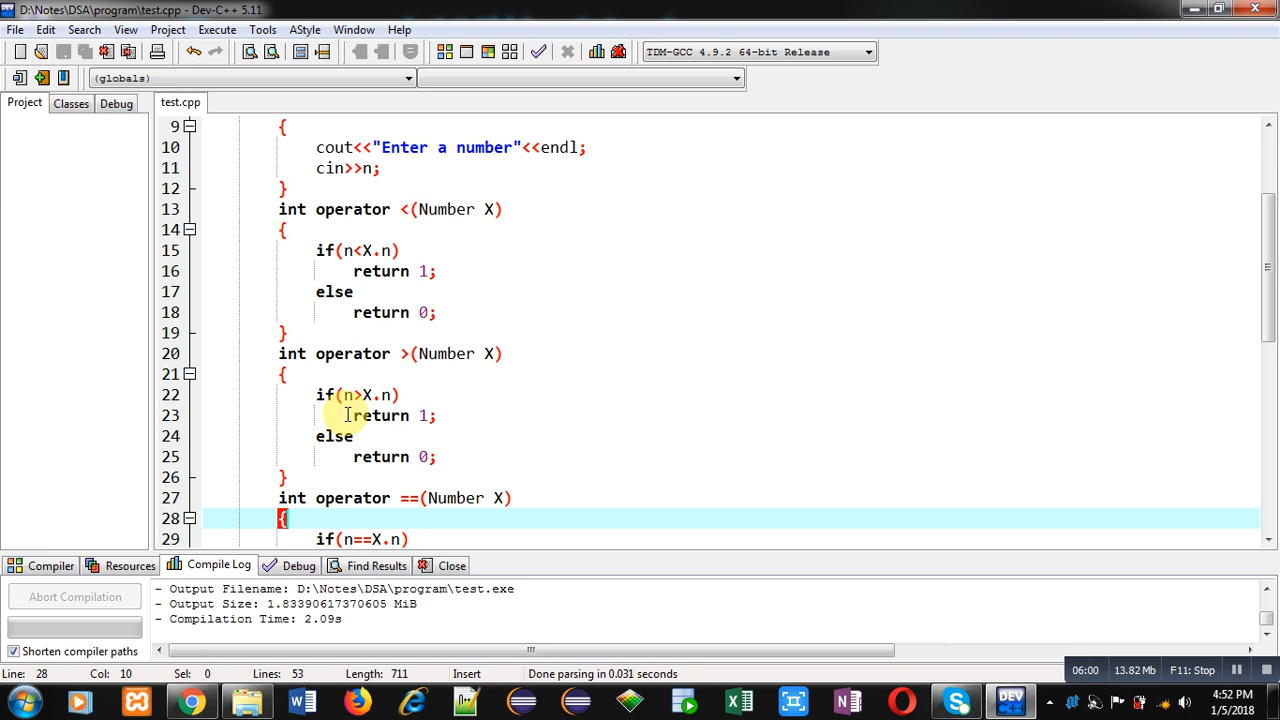 D:\Notes\DSA\program\test.cpp - Dev-C++ 5.11
File Edit Search View Project Execute Tools AStyle Window Help
TDM-GCC 4.9.2 64-bit Release
(globals)
Project Classes Debug test.cpp
9 {
10 cout<<"Enter a number"<<endl;
11 cin>>n;
12 }
13 int operator <(Number X)
14 {
15 if(n<X.n)
16 return 1;
17 else
18 return 0;
19 }
20 int operator >(Number X)
21 {
22 if(n>X.n)
23 return 1;
24 else
25 return 0;
26 }
27 int operator ==(Number X)
28 {
29 if(n==X.n)
Compiler Resources Compile Log Debug Find Results Close
Abort Compilation
Shorten compiler paths
- Output Filename: D:\Notes\DSA\program\test.exe
- Output Size: 1.83390617370605 MiB
- Compilation Time: 2.09s
Line: 28 Col: 10 Sel: 0 Lines: 53 Length: 711 Insert Done parsing in 0.031 seconds
06:00 13.82 Mb F11: Stop
4:52 PM
1/5/2018